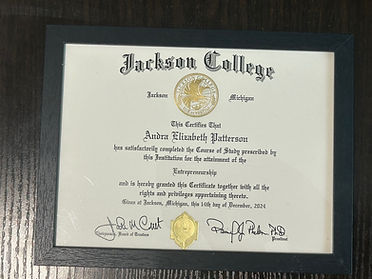 Jackson College
Jackson Michigan
This Certifies That
Andra Elizabeth Patterson
has satisfactorily completed the Course of Study prescribed by
this Institution for the attainment of the
Entrepreneurship
and is hereby granted this Certificate together with all the
rights and privileges appertaining thereto.
Given at Jackson, Michigan, this 14th day of December, 2024
Chairperson, Board of Trustees
President